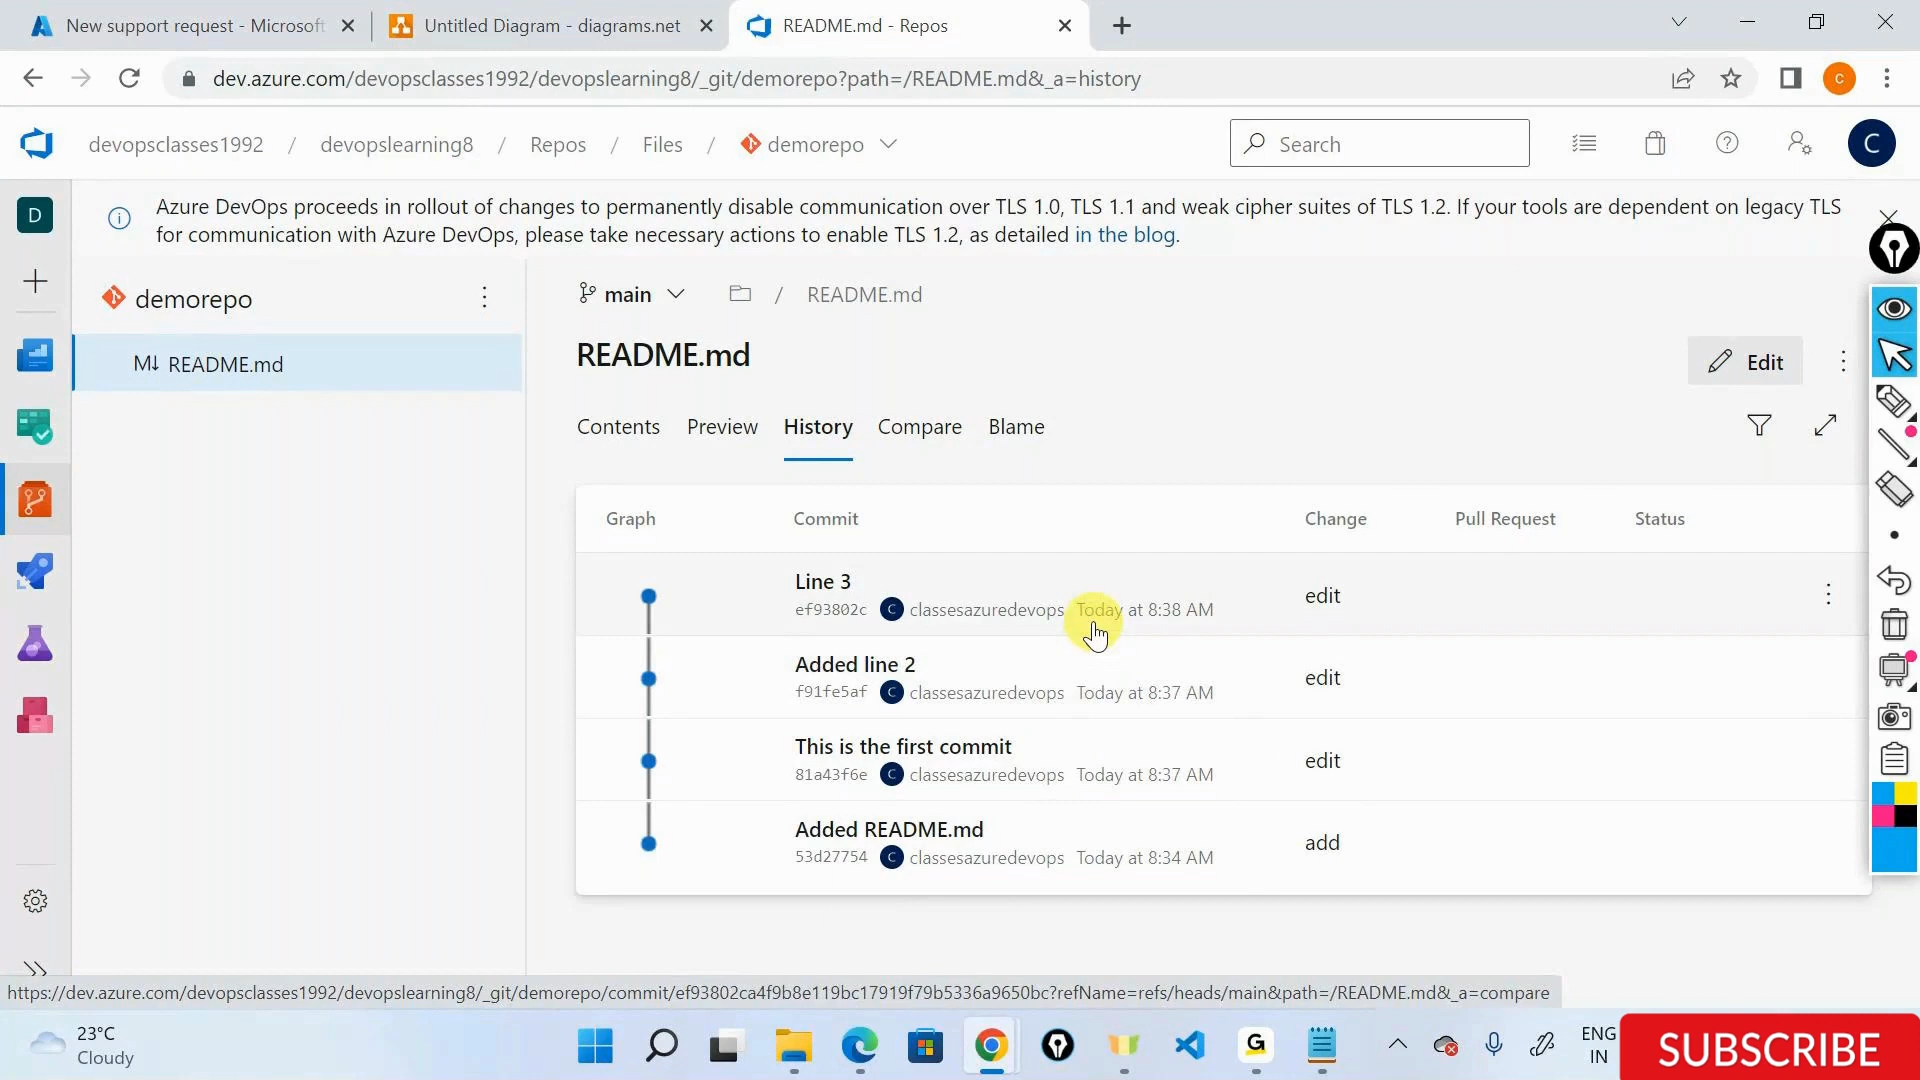 New support request - Microsoft
Untitled Diagram - diagrams.net
README.md - Repos
dev.azure.com/devopsclasses1992/devopslearning8/_git/demorepo?path=/README.md&_a=history
C
devopsclasses1992 / devopslearning8 / Repos / Files / demorepo
Search
C
D
Azure DevOps proceeds in rollout of changes to permanently disable communication over TLS 1.0, TLS 1.1 and weak cipher suites of TLS 1.2. If your tools are dependent on legacy TLS
for communication with Azure DevOps, please take necessary actions to enable TLS 1.2, as detailed in the blog.
demorepo
M↓ README.md
main / README.md
README.md
Edit
Contents Preview History Compare Blame
Graph Commit Change Pull Request Status
Line 3
ef93802c C classesazuredevops Today at 8:38 AM
edit
Added line 2
f91fe5af C classesazuredevops Today at 8:37 AM
edit
This is the first commit
81a43f6e C classesazuredevops Today at 8:37 AM
edit
Added README.md
53d27754 C classesazuredevops Today at 8:34 AM
add
https://dev.azure.com/devopsclasses1992/devopslearning8/_git/demorepo/commit/ef93802ca4f9b8e119bc17919f79b5336a9650bc?refName=refs/heads/main&path=/README.md&_a=compare
23°C
Cloudy
G
ENG
IN
SUBSCRIBE